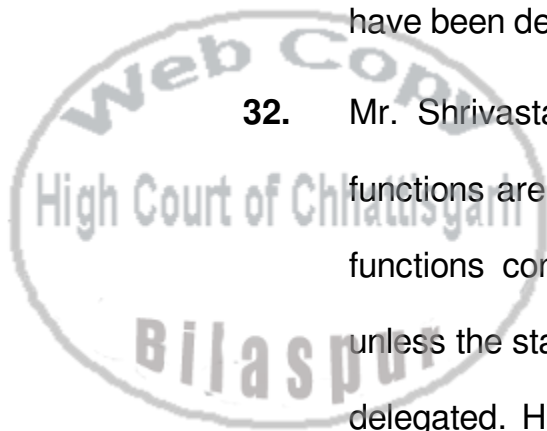 have been de
32. Mr. Shrivasta
functions are
functions con
unless the sta
delegated. H
Web Copy
High Court of Chhattisgarh
Bilaspur